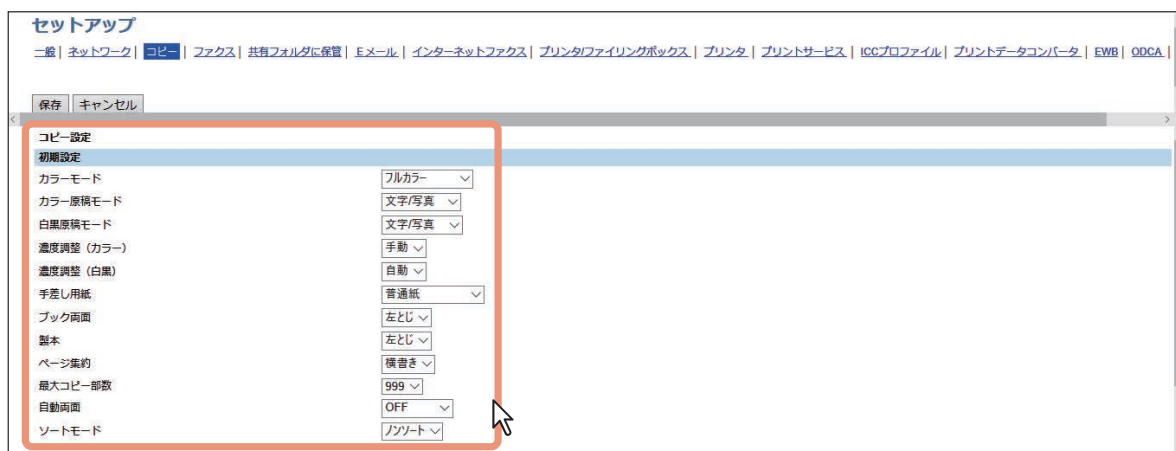 セットアップ
一般 | ネットワーク | コピー | ファクス | 共有フォルダに保管 | Eメール | インターネットファクス | プリンタ/ファイリングボックス | プリンタ | プリントサービス | ICCプロファイル | プリントデータコンバータ | EWB | ODCA |
保存 キャンセル
コピー設定
初期設定
カラーモード フルカラー
カラー原稿モード 文字/写真
白黒原稿モード 文字/写真
濃度調整（カラー） 手動
濃度調整（白黒） 自動
手差し用紙 普通紙
ブック両面 左とじ
製本 左とじ
ページ集約 横書き
最大コピー部数 999
自動両面 OFF
ソートモード ノンソート